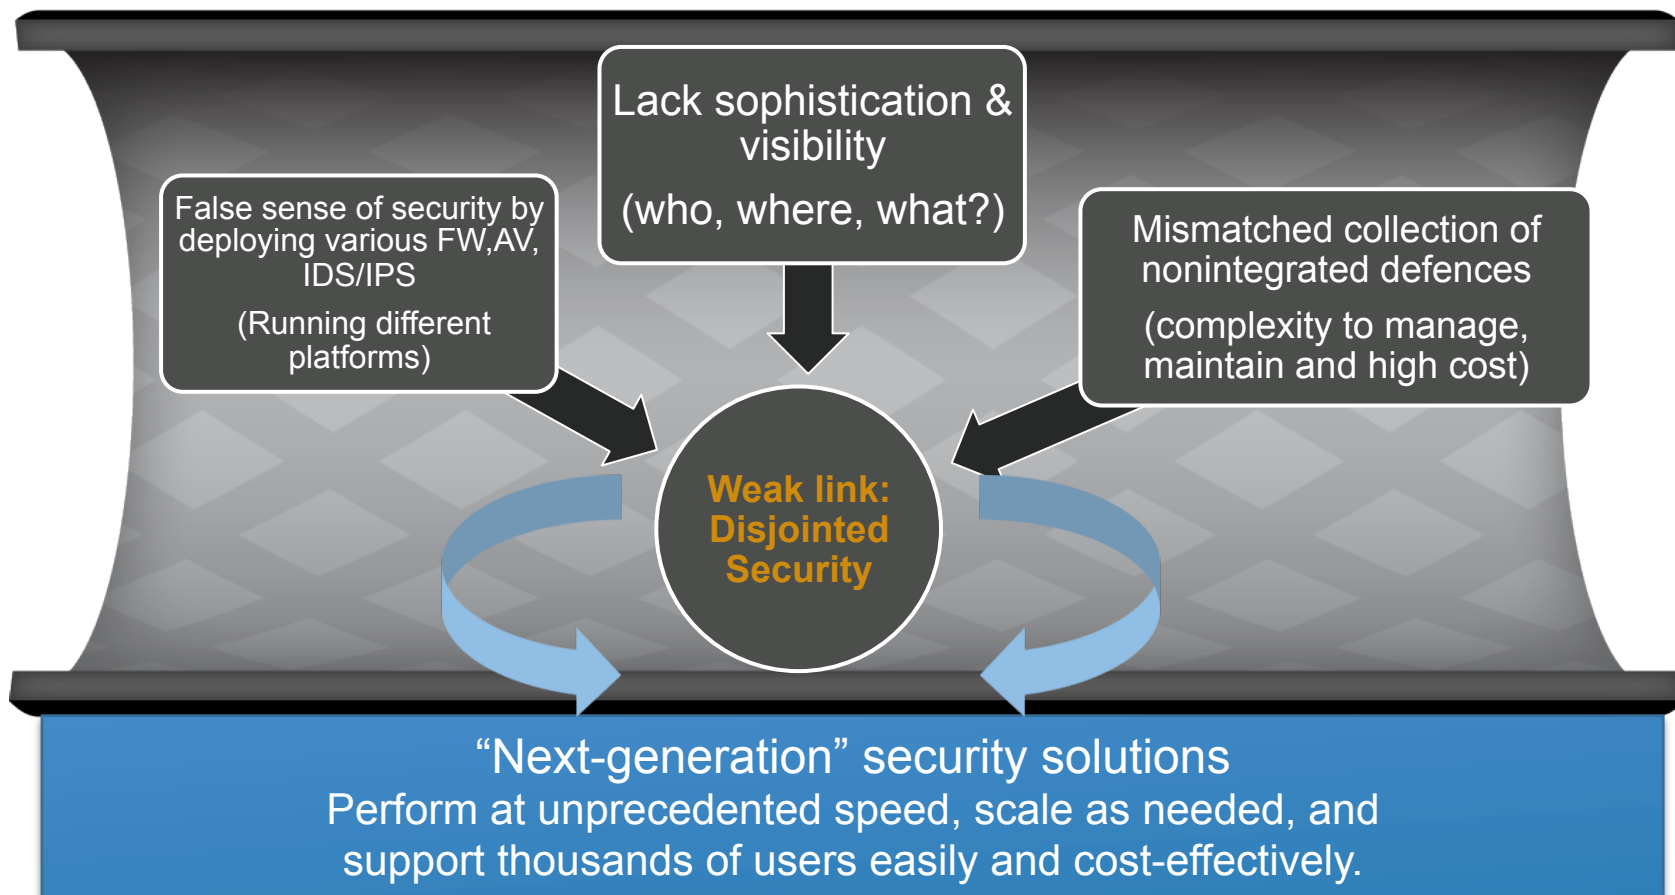 Lack sophistication &
visibility
(who, where, what?)
False sense of security by
deploying various FW,AV,
IDS/IPS
(Running different
platforms)
Mismatched collection of
nonintegrated defences
(complexity to manage,
maintain and high cost)
Weak link:
Disjointed
Security
“Next-generation” security solutions
Perform at unprecedented speed, scale as needed, and
support thousands of users easily and cost-effectively.